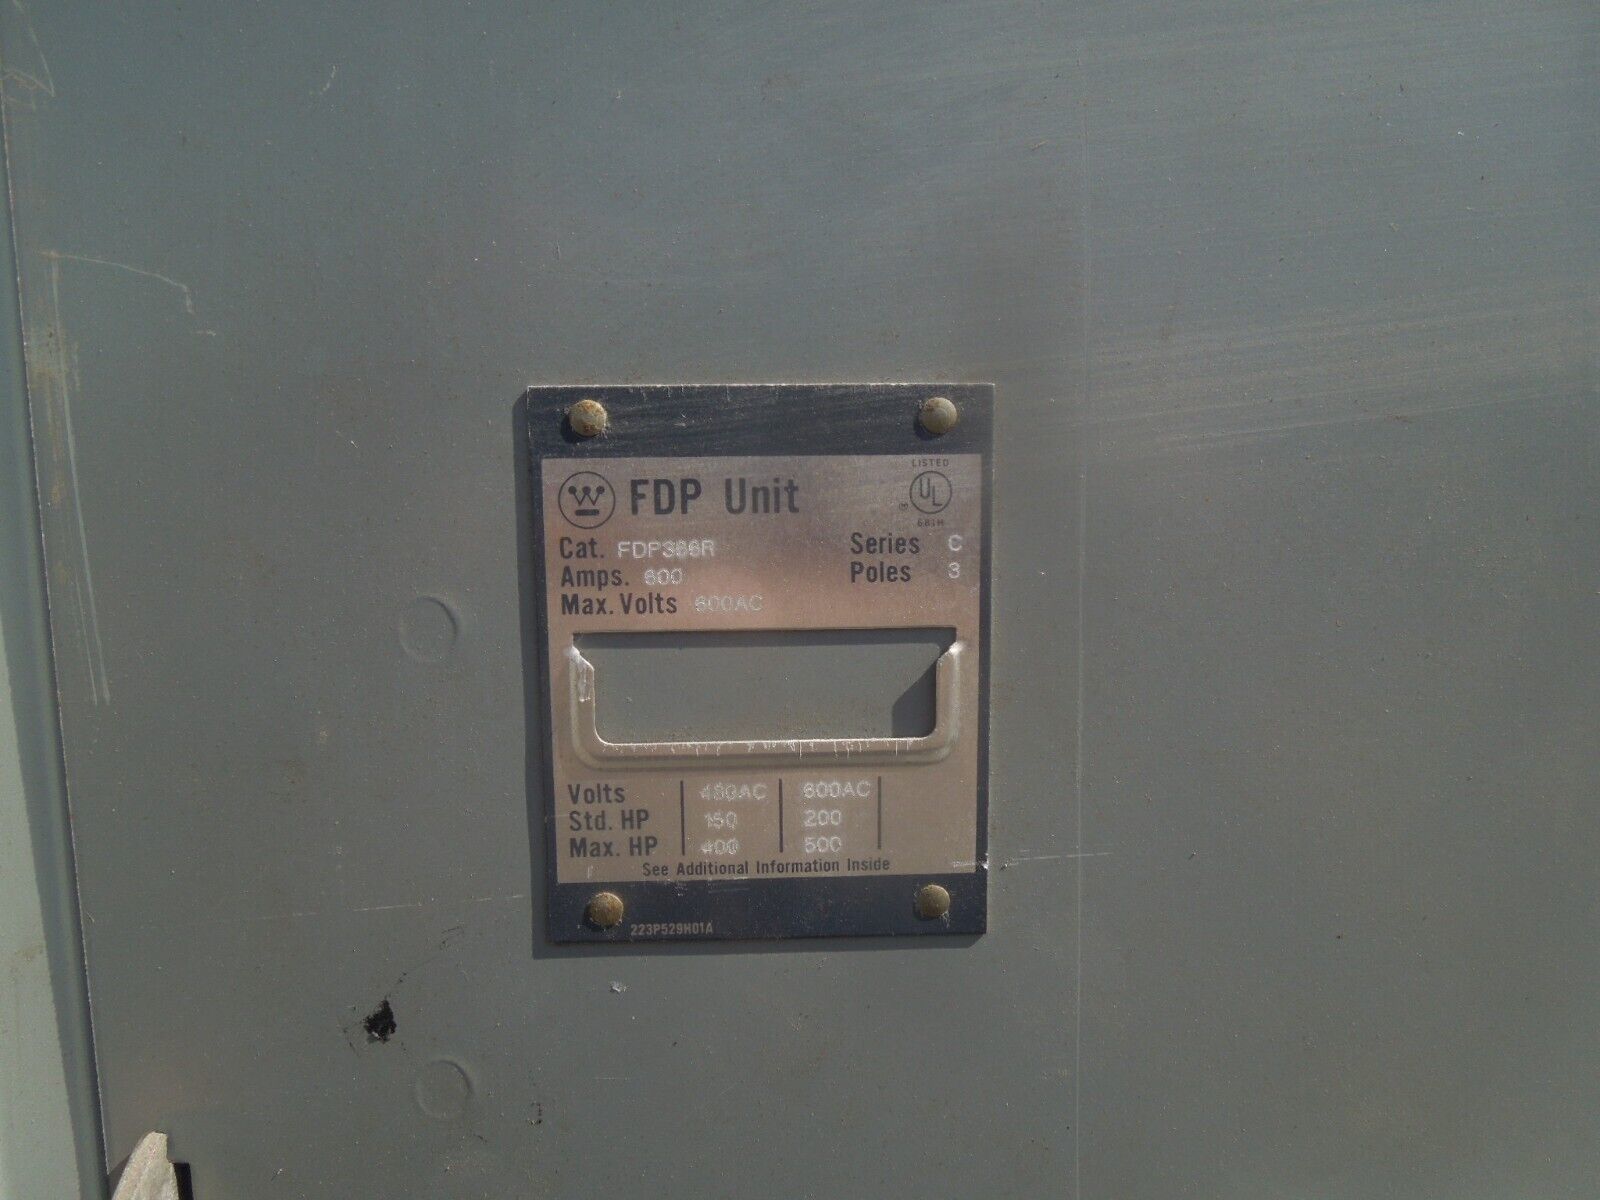 LISTED
W FDP Unit UL
®
681H
Cat. FDP366R Series C
Amps. 600 Poles 3
Max. Volts 600AC
Volts 480AC 600AC
Std. HP 150 200
Max. HP 400 500
See Additional Information Inside
223P529H01A